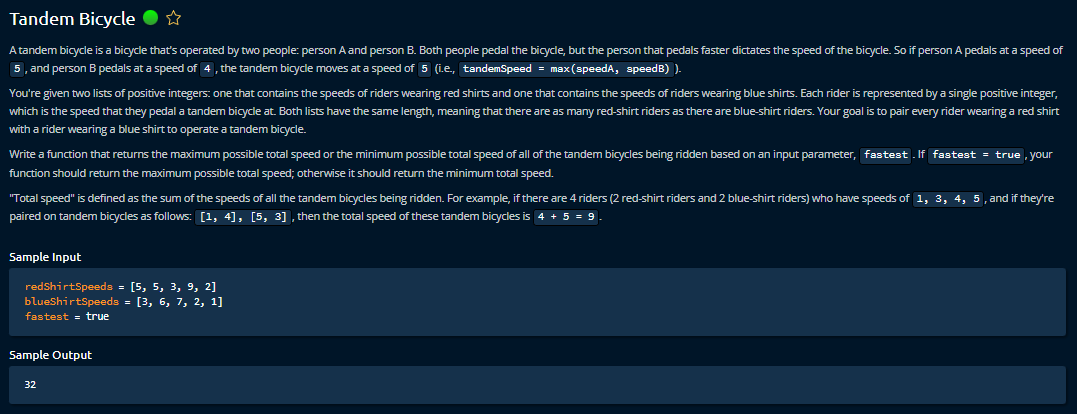 Tandem Bicycle
A tandem bicycle is a bicycle that's operated by two people: person A and person B. Both people pedal the bicycle, but the person that pedals faster dictates the speed of the bicycle. So if person A pedals at a speed of
5 , and person B pedals at a speed of 4 , the tandem bicycle moves at a speed of 5 (i.e., tandemSpeed = max(speedA, speedB) ).
You're given two lists of positive integers: one that contains the speeds of riders wearing red shirts and one that contains the speeds of riders wearing blue shirts. Each rider is represented by a single positive integer,
which is the speed that they pedal a tandem bicycle at. Both lists have the same length, meaning that there are as many red-shirt riders as there are blue-shirt riders. Your goal is to pair every rider wearing a red shirt
with a rider wearing a blue shirt to operate a tandem bicycle.
Write a function that returns the maximum possible total speed or the minimum possible total speed of all of the tandem bicycles being ridden based on an input parameter, fastest . If fastest = true , your
function should return the maximum possible total speed; otherwise it should return the minimum total speed.
"Total speed" is defined as the sum of the speeds of all the tandem bicycles being ridden. For example, if there are 4 riders (2 red-shirt riders and 2 blue-shirt riders) who have speeds of 1, 3, 4, 5 , and if they're
paired on tandem bicycles as follows: [1, 4], [5, 3] , then the total speed of these tandem bicycles is 4 + 5 = 9 .
Sample Input
redShirtSpeeds = [5, 5, 3, 9, 2]
blueShirtSpeeds = [3, 6, 7, 2, 1]
fastest = true
Sample Output
32